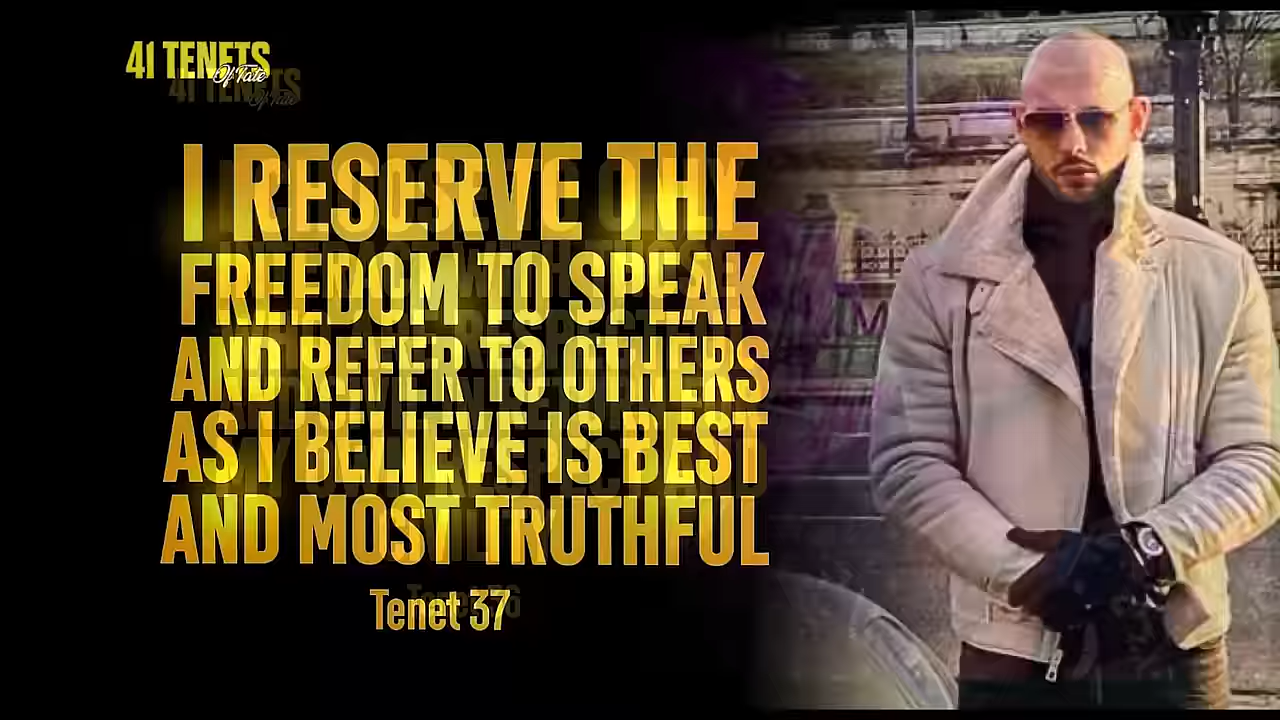 41 TENETS
Of Tate
I RESERVE THE
FREEDOM TO SPEAK
AND REFER TO OTHERS
AS I BELIEVE IS BEST
AND MOST TRUTHFUL
Tenet 37